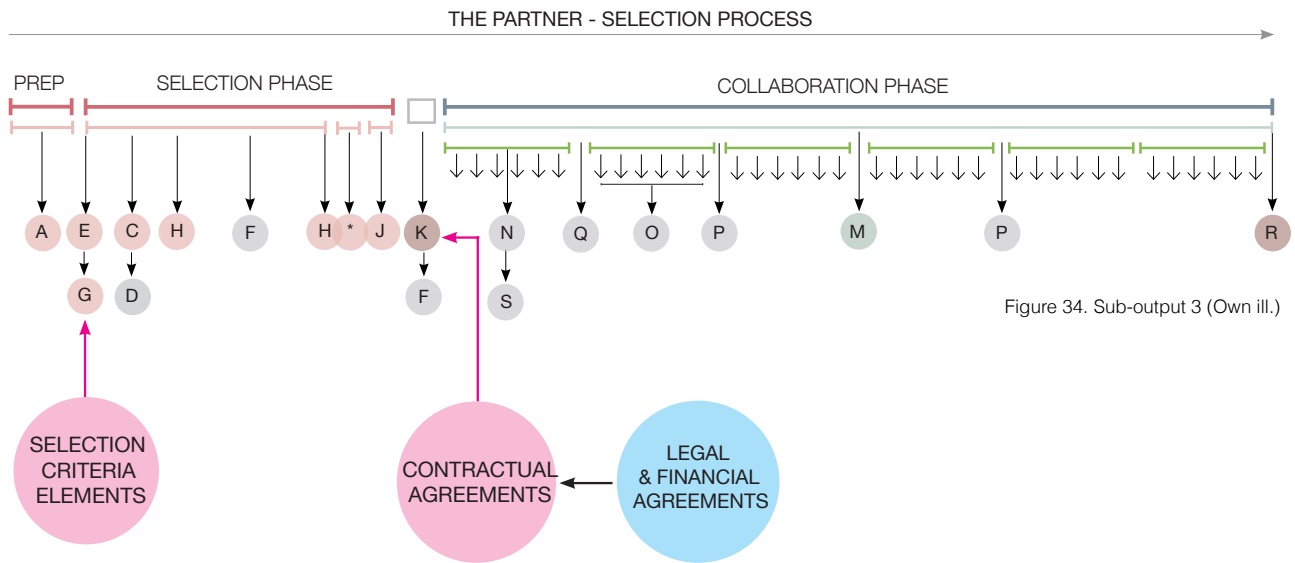 THE PARTNER - SELECTION PROCESS
PREP
SELECTION PHASE
COLLABORATION PHASE
A
E
C
H
F
H
*
J
K
N
Q
O
P
M
P
R
G
D
F
S
Figure 34. Sub-output 3 (Own ill.)
SELECTION
CRITERIA
ELEMENTS
CONTRACTUAL
AGREEMENTS
LEGAL
& FINANCIAL
AGREEMENTS